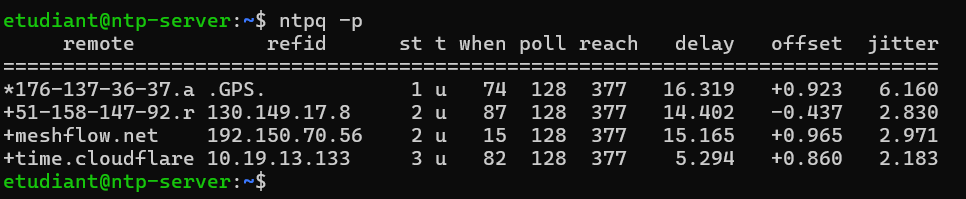 etudiant@ntp-server:~$ ntpq -p
     remote           refid      st t when poll reach   delay   offset  jitter
==============================================================================
*176-137-36-37.a .GPS.            1 u   74  128  377   16.319   +0.923   6.160
+51-158-147-92.r 130.149.17.8     2 u   87  128  377   14.402   -0.437   2.830
+meshflow.net    192.150.70.56    2 u   15  128  377   15.165   +0.965   2.971
+time.cloudflare 10.19.13.133     3 u   82  128  377    5.294   +0.860   2.183
etudiant@ntp-server:~$